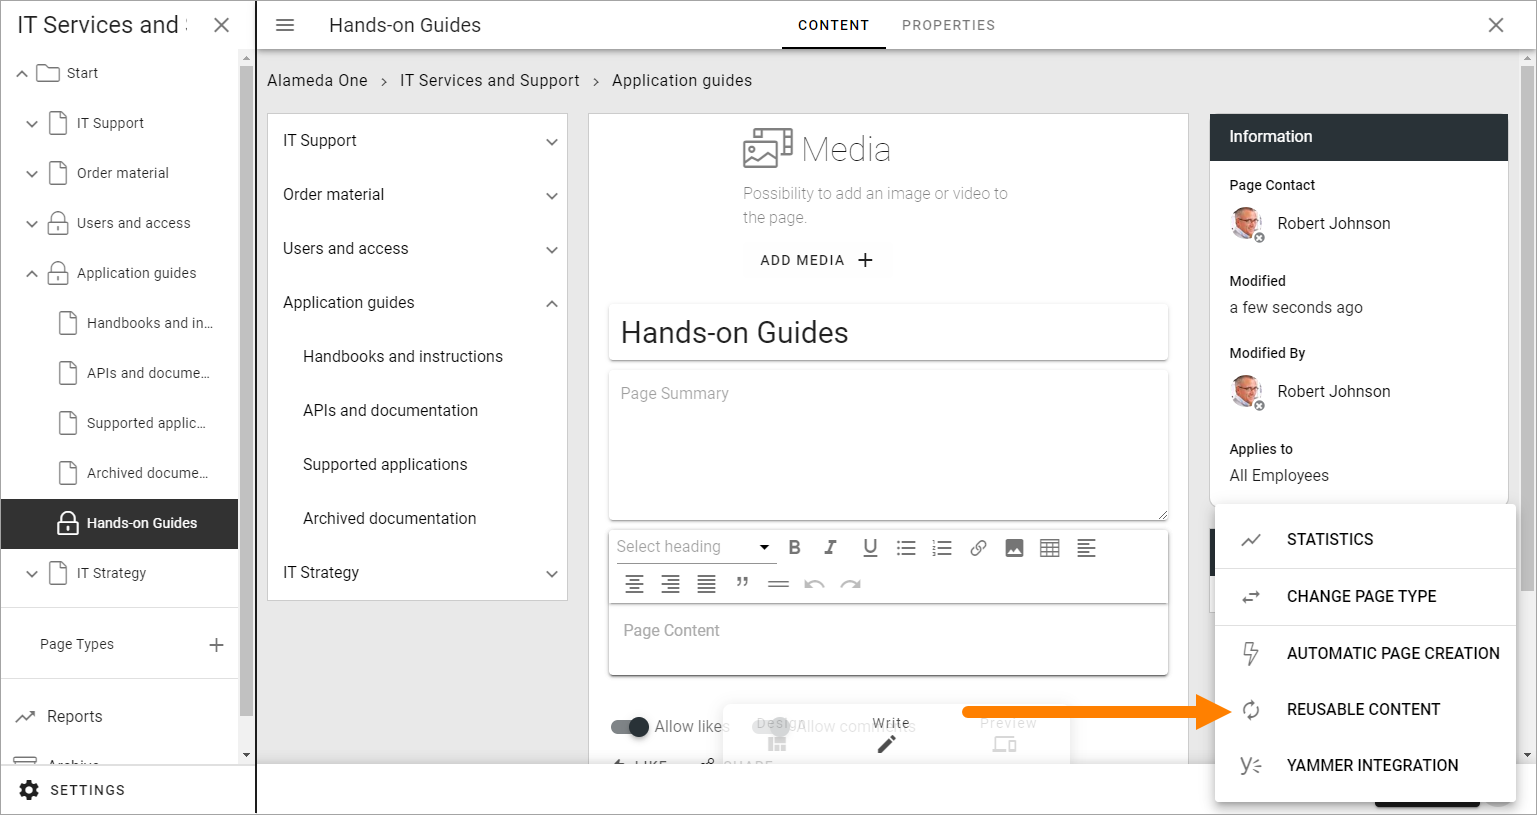 IT Services and
Start
IT Support
Order material
Users and access
Application guides
Handbooks and in...
APIs and docume...
Supported applic...
Archived docume...
Hands-on Guides
IT Strategy
Page Types
Reports
Archive
SETTINGS
Hands-on Guides
CONTENT
PROPERTIES
Alameda One > IT Services and Support > Application guides
IT Support
Order material
Users and access
Application guides
Handbooks and instructions
APIs and documentation
Supported applications
Archived documentation
IT Strategy
Media
Possibility to add an image or video to
the page.
ADD MEDIA
Hands-on Guides
Page Summary
Select heading
Page Content
Allow likes
Allow comments
Design
Write
Preview
LIKE
SHARE
Information
Page Contact
Robert Johnson
Modified
a few seconds ago
Modified By
Robert Johnson
Applies to
All Employees
STATISTICS
CHANGE PAGE TYPE
AUTOMATIC PAGE CREATION
REUSABLE CONTENT
YAMMER INTEGRATION